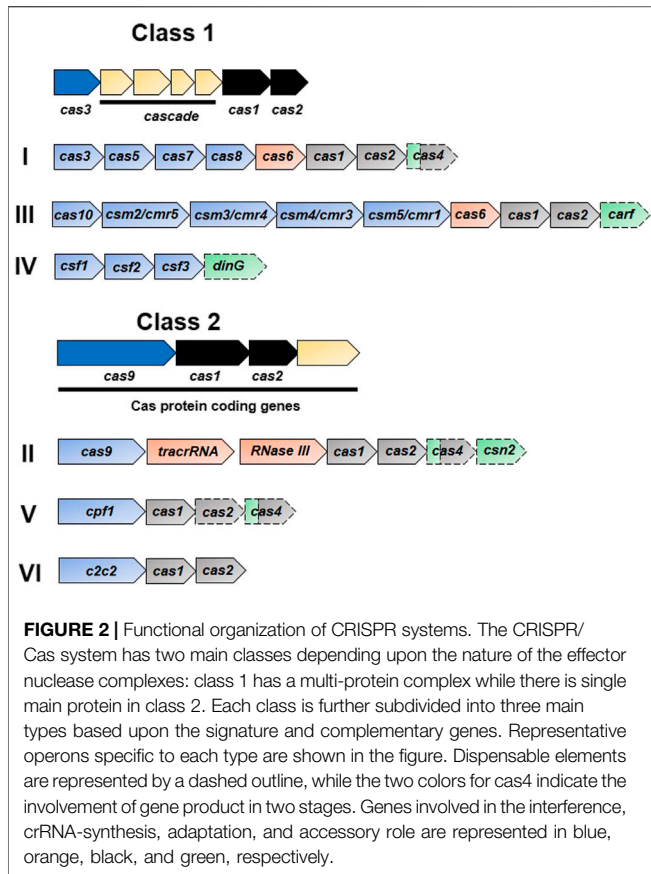 Class 1
cas3 cascade cas1 cas2
I cas3 cas5 cas7 cas8 cas6 cas1 cas2 cas4
III cas10 csm2/cmr5 csm3/cmr4 csm4/cmr3 csm5/cmr1 cas6 cas1 cas2 carf
IV csf1 csf2 csf3 dinG
Class 2
cas9 cas1 cas2
Cas protein coding genes
II cas9 tracrRNA RNase III cas1 cas2 cas4 csn2
V cpf1 cas1 cas2 cas4
VI c2c2 cas1 cas2
FIGURE 2 | Functional organization of CRISPR systems. The CRISPR/
Cas system has two main classes depending upon the nature of the effector
nuclease complexes: class 1 has a multi-protein complex while there is single
main protein in class 2. Each class is further subdivided into three main
types based upon the signature and complementary genes. Representative
operons specific to each type are shown in the figure. Dispensable elements
are represented by a dashed outline, while the two colors for cas4 indicate the
involvement of gene product in two stages. Genes involved in the interference,
crRNA-synthesis, adaptation, and accessory role are represented in blue,
orange, black, and green, respectively.